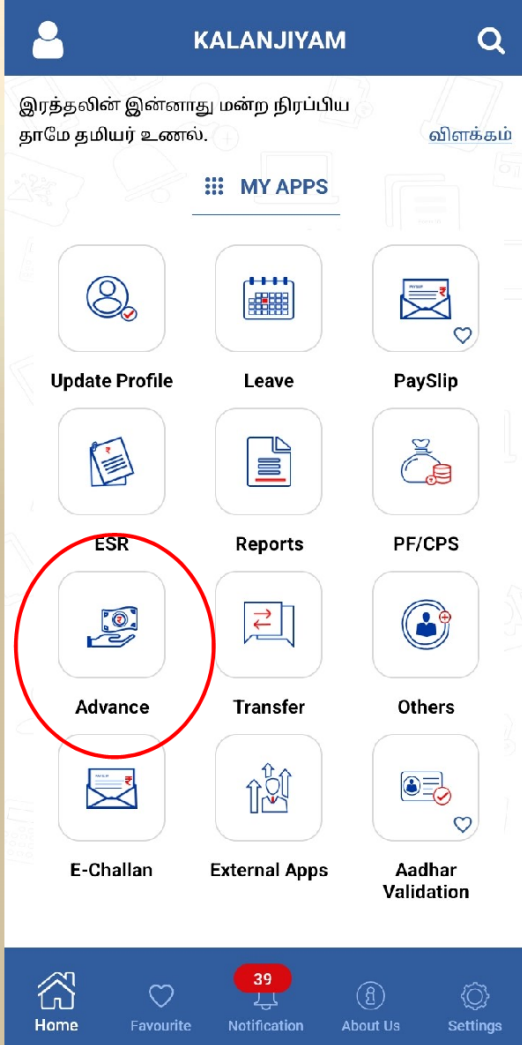 KALANJIYAM
இரத்தலின் இன்னாது மன்ற நிரப்பிய
தாமே தமியர் உணல்.
விளக்கம்
MY APPS
Update Profile
Leave
PaySlip
ESR
Reports
PF/CPS
Advance
Transfer
Others
E-Challan
External Apps
Aadhar
Validation
39
Home
Favourite
Notification
About Us
Settings